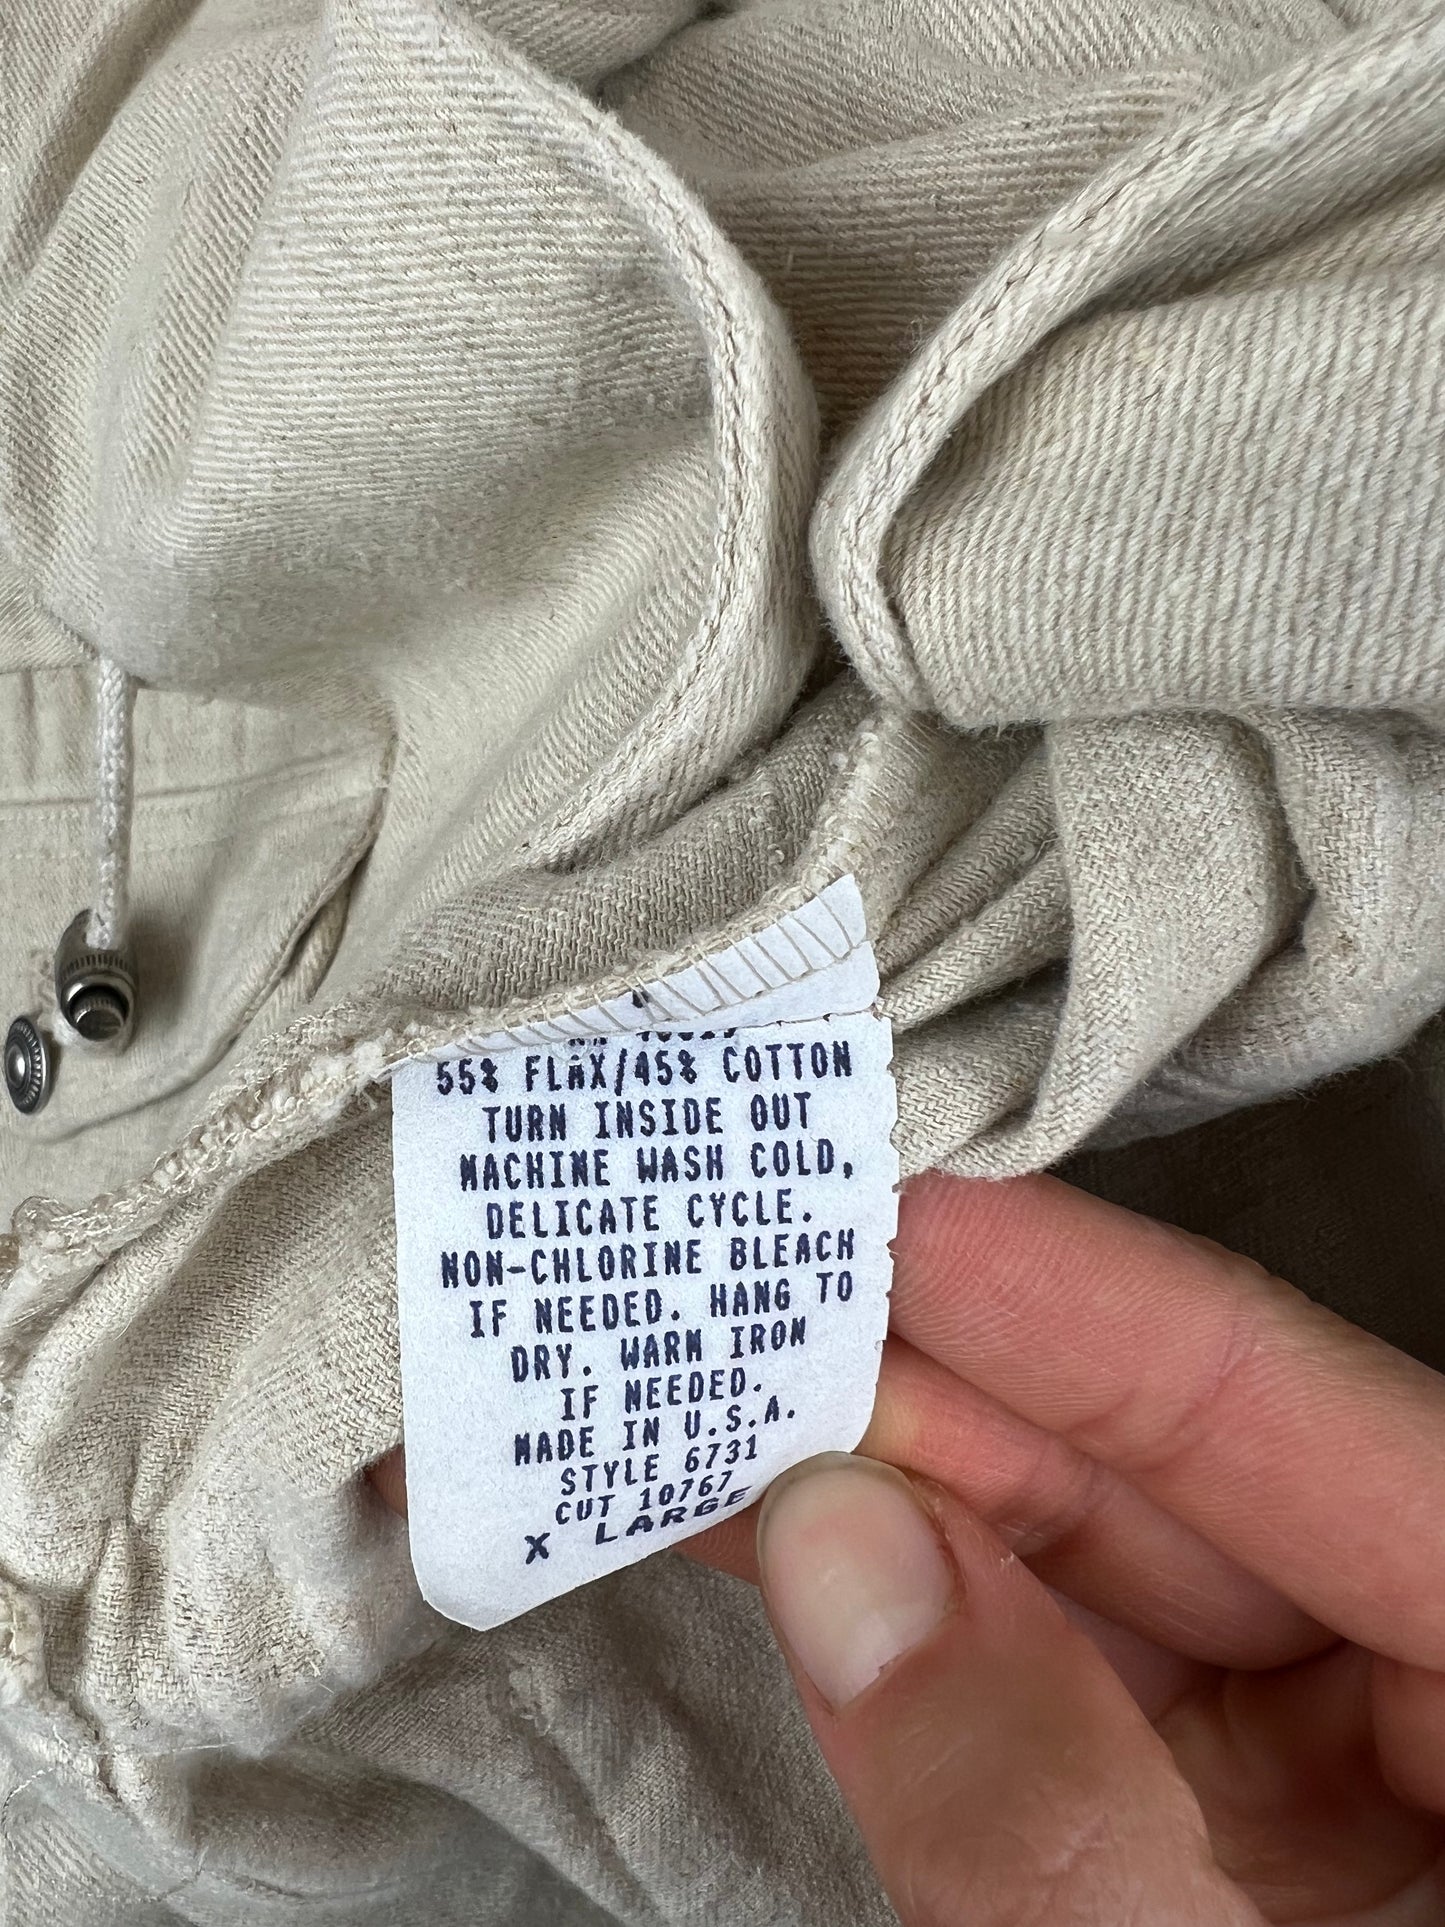 55% FLAX/45% COTTON
TURN INSIDE OUT
MACHINE WASH COLD,
DELICATE CYCLE.
NON-CHLORINE BLEACH
IF NEEDED. HANG TO
DRY. WARM IRON
IF NEEDED.
MADE IN U.S.A.
STYLE 6731
CUT 10767
X LARGE